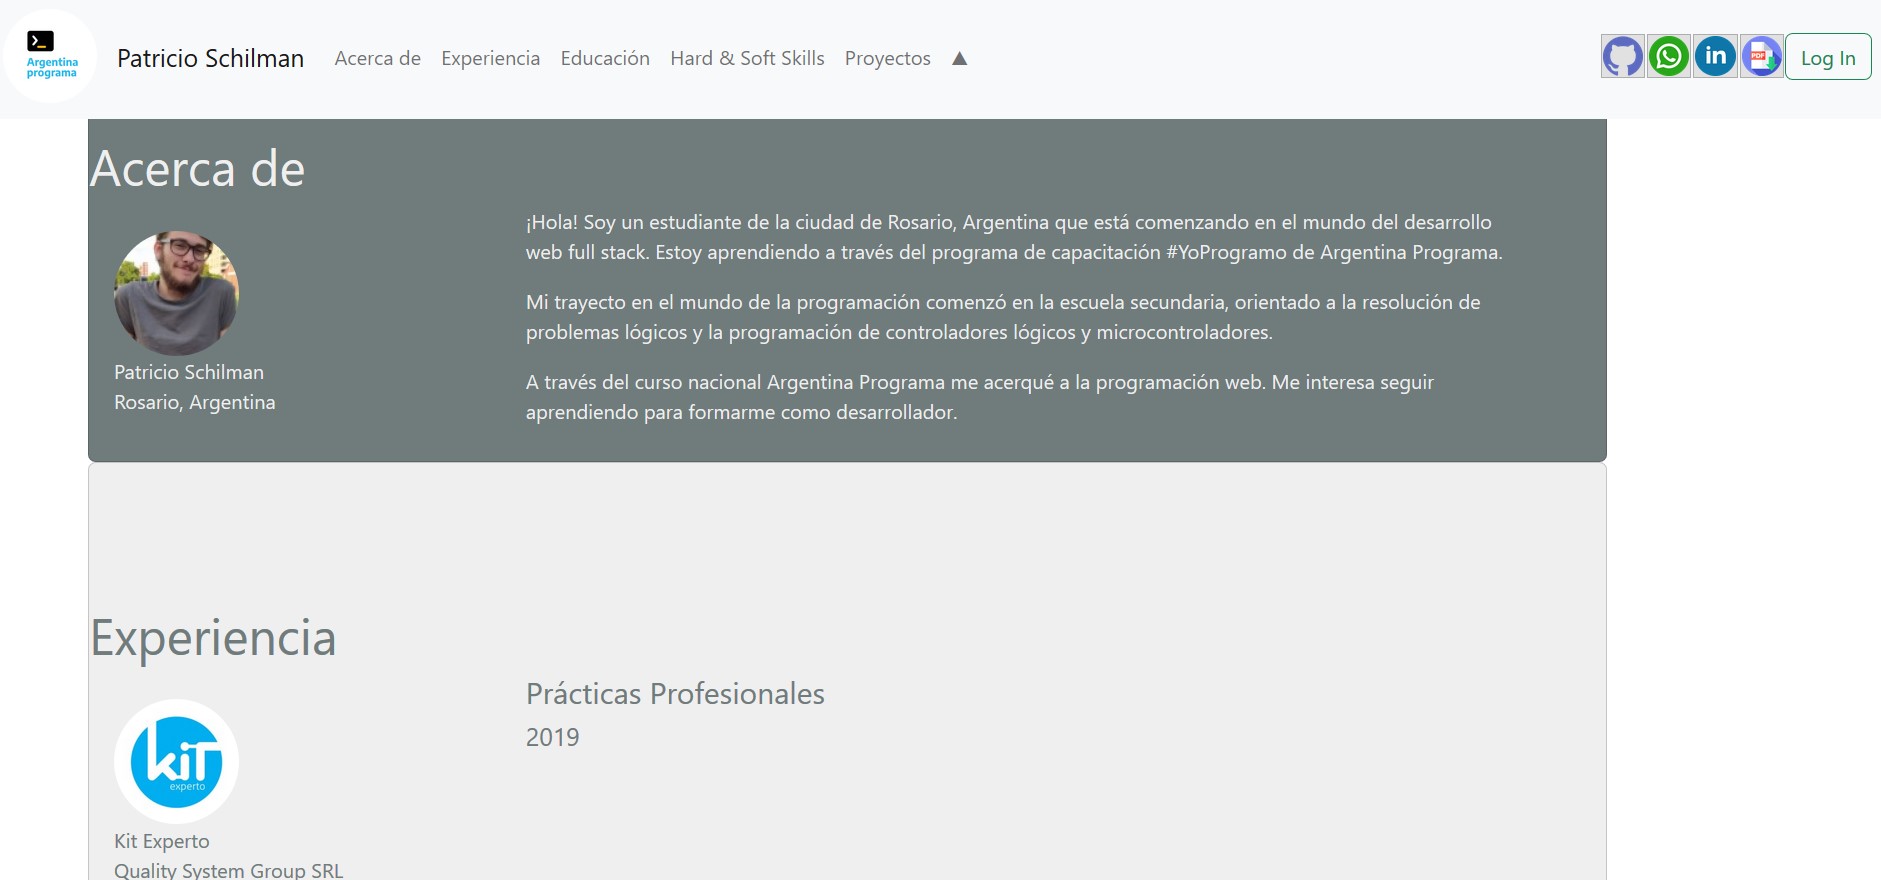 Argentina
programa
Patricio Schilman
Acerca de
Experiencia
Educación
Hard & Soft Skills
Proyectos
▲
in
PDF
Log In
Acerca de
Patricio Schilman
Rosario, Argentina
¡Hola! Soy un estudiante de la ciudad de Rosario, Argentina que está comenzando en el mundo del desarrollo
web full stack. Estoy aprendiendo a través del programa de capacitación #YoProgramo de Argentina Programa.
Mi trayecto en el mundo de la programación comenzó en la escuela secundaria, orientado a la resolución de
problemas lógicos y la programación de controladores lógicos y microcontroladores.
A través del curso nacional Argentina Programa me acerqué a la programación web. Me interesa seguir
aprendiendo para formarme como desarrollador.
Experiencia
kiT
experto
Kit Experto
Quality System Group SRL
Prácticas Profesionales
2019